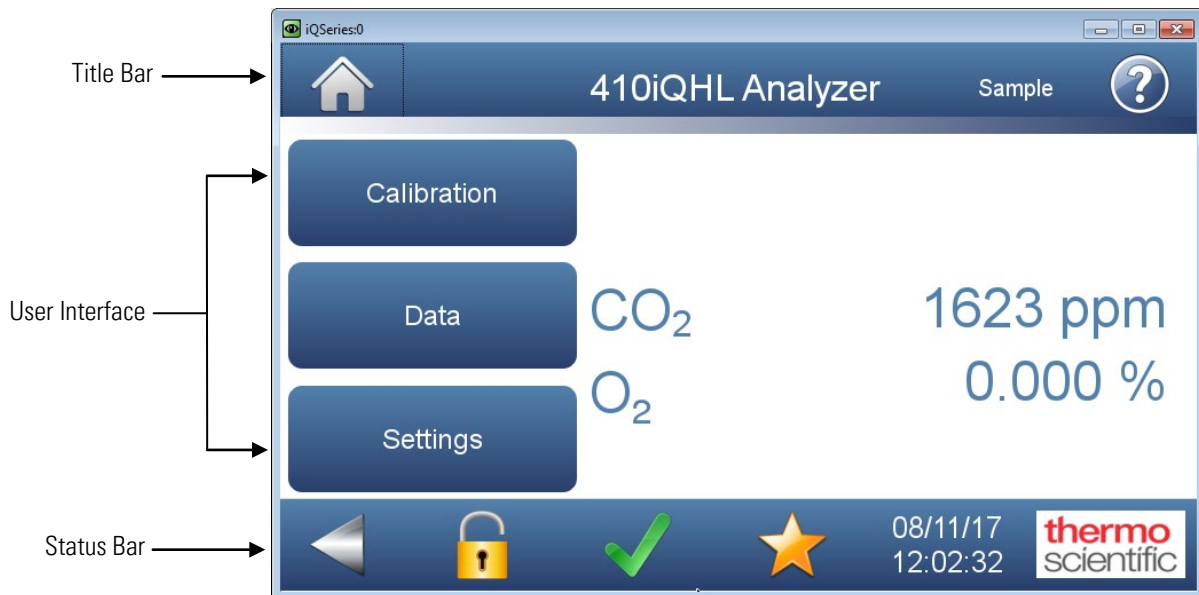 iQSeries:0
Title Bar
410iQHL Analyzer
Sample
?
Calibration
User Interface
Data
CO₂ 1623 ppm
O₂ 0.000 %
Settings
Status Bar
08/11/17
12:02:32
thermo
scientific